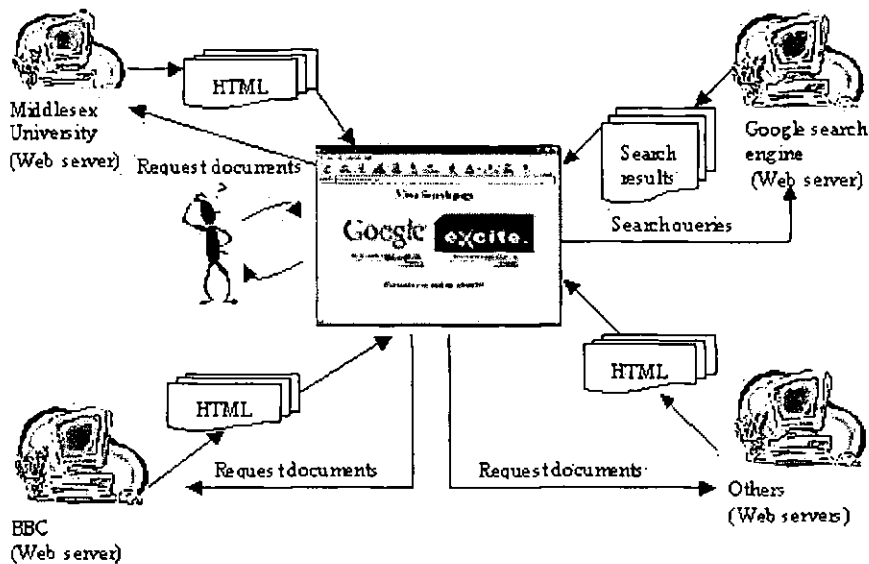 HTML
Middlesex
University
(Web server)
Request documents
Search
results
Google search
engine
(Web server)
Search queries
Google
excite
HTML
HTML
Request documents
Request documents
BBC
(Web server)
Others
(Web servers)